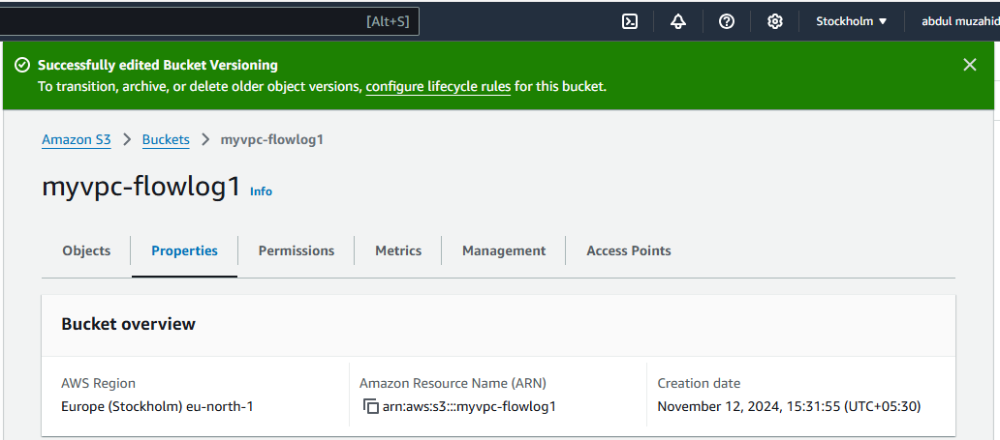 [Alt+S] Stockholm abdul muzahid
Successfully edited Bucket Versioning
To transition, archive, or delete older object versions, configure lifecycle rules for this bucket.
Amazon S3 > Buckets > myvpc-flowlog1
myvpc-flowlog1 Info
Objects Properties Permissions Metrics Management Access Points
Bucket overview
AWS Region Amazon Resource Name (ARN) Creation date
Europe (Stockholm) eu-north-1 arn:aws:s3:::myvpc-flowlog1 November 12, 2024, 15:31:55 (UTC+05:30)